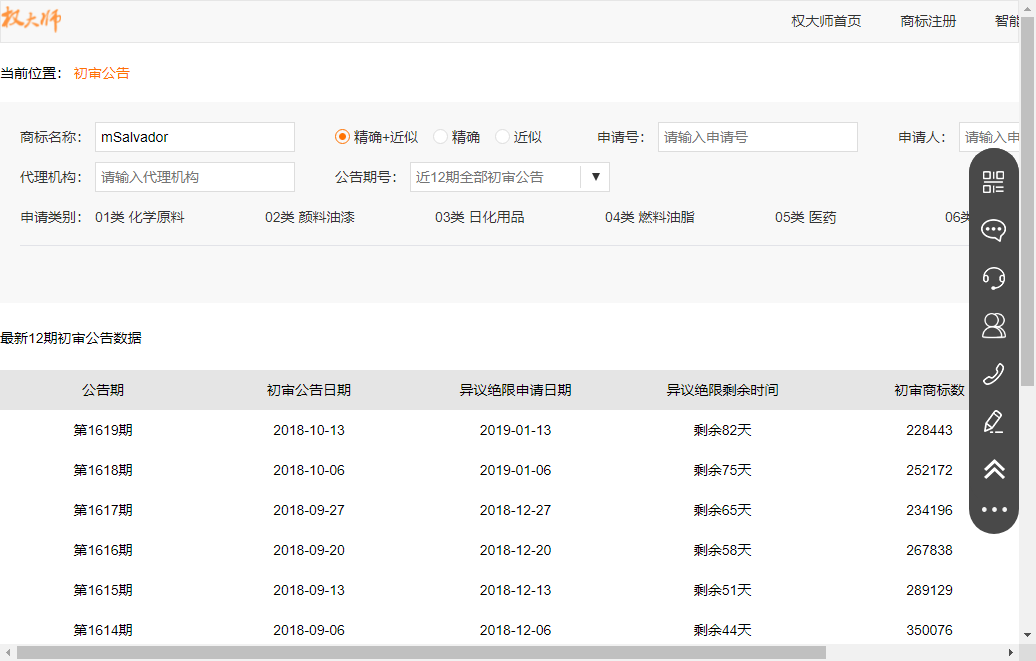 权大师 权大师首页 商标注册 智能
当前位置： 初审公告
商标名称： mSalvador 精确+近似 精确 近似 申请号： 请输入申请号 申请人： 请输入申
代理机构： 请输入代理机构 公告期号： 近12期全部初审公告
申请类别： 01类 化学原料 02类 颜料油漆 03类 日化用品 04类 燃料油脂 05类 医药 06类
最新12期初审公告数据
公告期 初审公告日期 异议绝限申请日期 异议绝限剩余时间 初审商标数
第1619期 2018-10-13 2019-01-13 剩余82天 228443
第1618期 2018-10-06 2019-01-06 剩余75天 252172
第1617期 2018-09-27 2018-12-27 剩余65天 234196
第1616期 2018-09-20 2018-12-20 剩余58天 267838
第1615期 2018-09-13 2018-12-13 剩余51天 289129
第1614期 2018-09-06 2018-12-06 剩余44天 350076